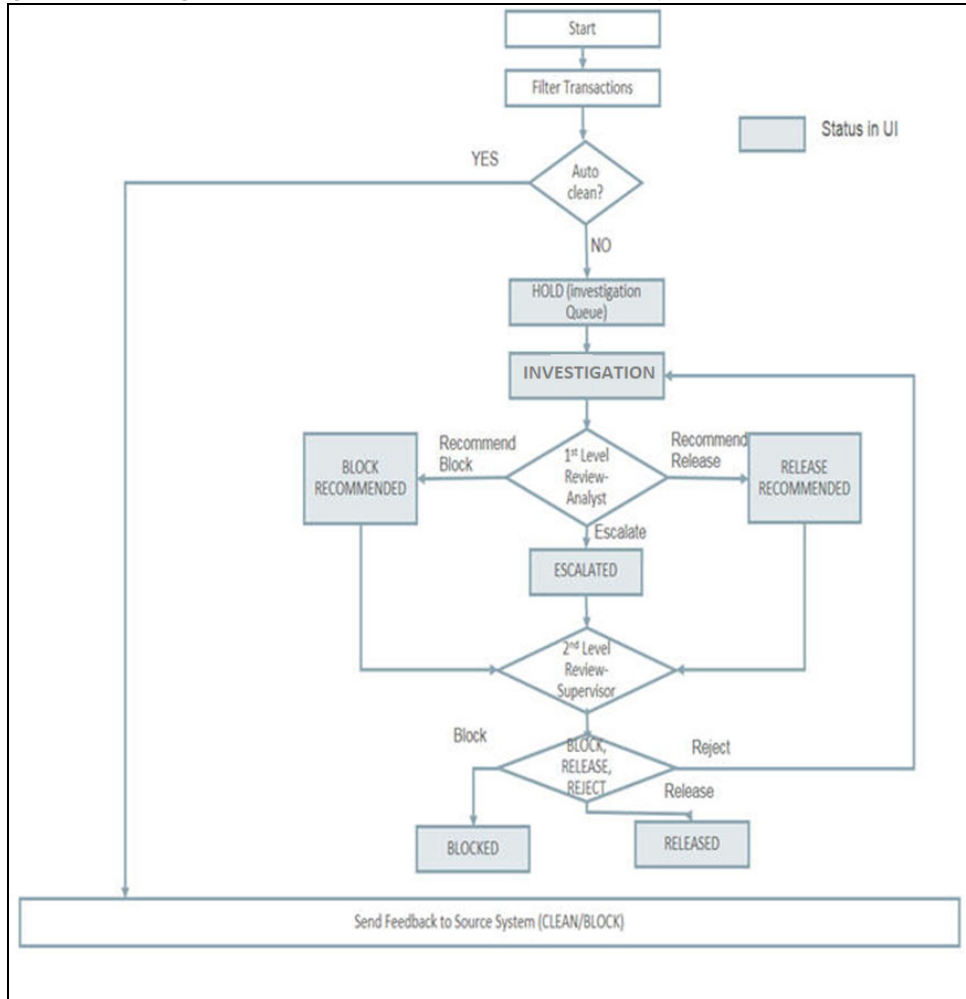 Start
Filter Transactions
Status in UI
YES
Auto
clean?
NO
HOLD (investigation
Queue)
INVESTIGATION
Recommend
Block
Recommend
Release
BLOCK
RECOMMENDED
1st Level
Review-
Analyst
RELEASE
RECOMMENDED
Escalate
ESCALATED
2nd Level
Review-
Supervisor
Block
BLOCK,
RELEASE,
REJECT
Reject
Release
BLOCKED
RELEASED
Send Feedback to Source System (CLEAN/BLOCK)